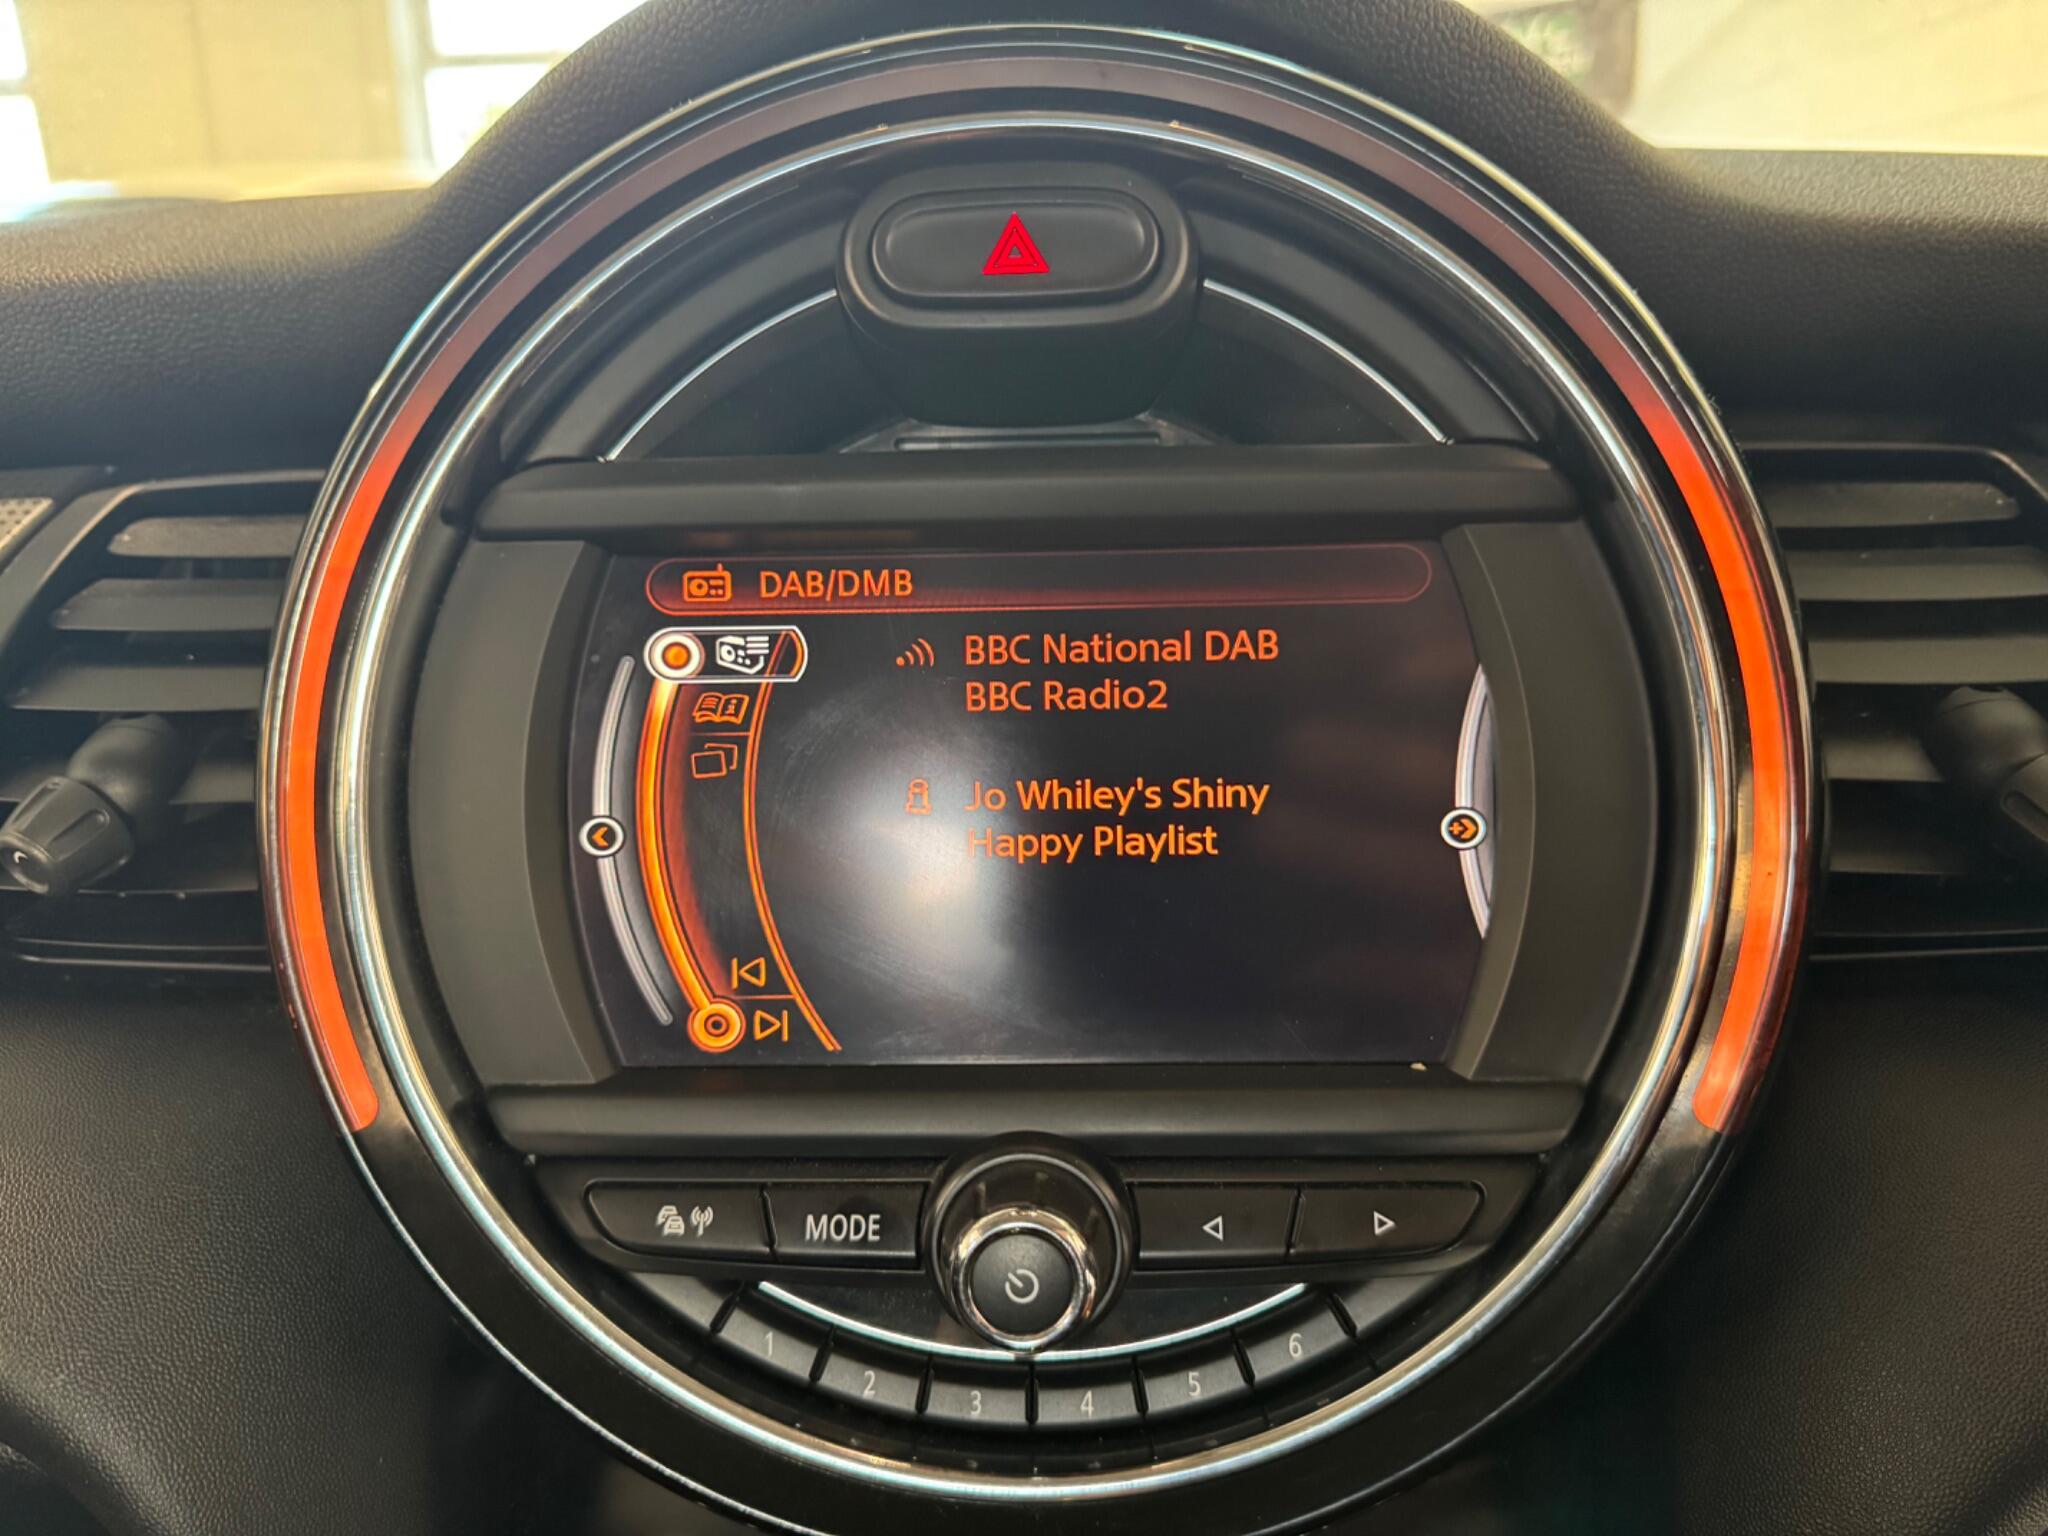 DAB/DMB
BBC National DAB
BBC Radio2
Jo Whiley's Shiny
Happy Playlist
MODE
1
2
3
4
5
6